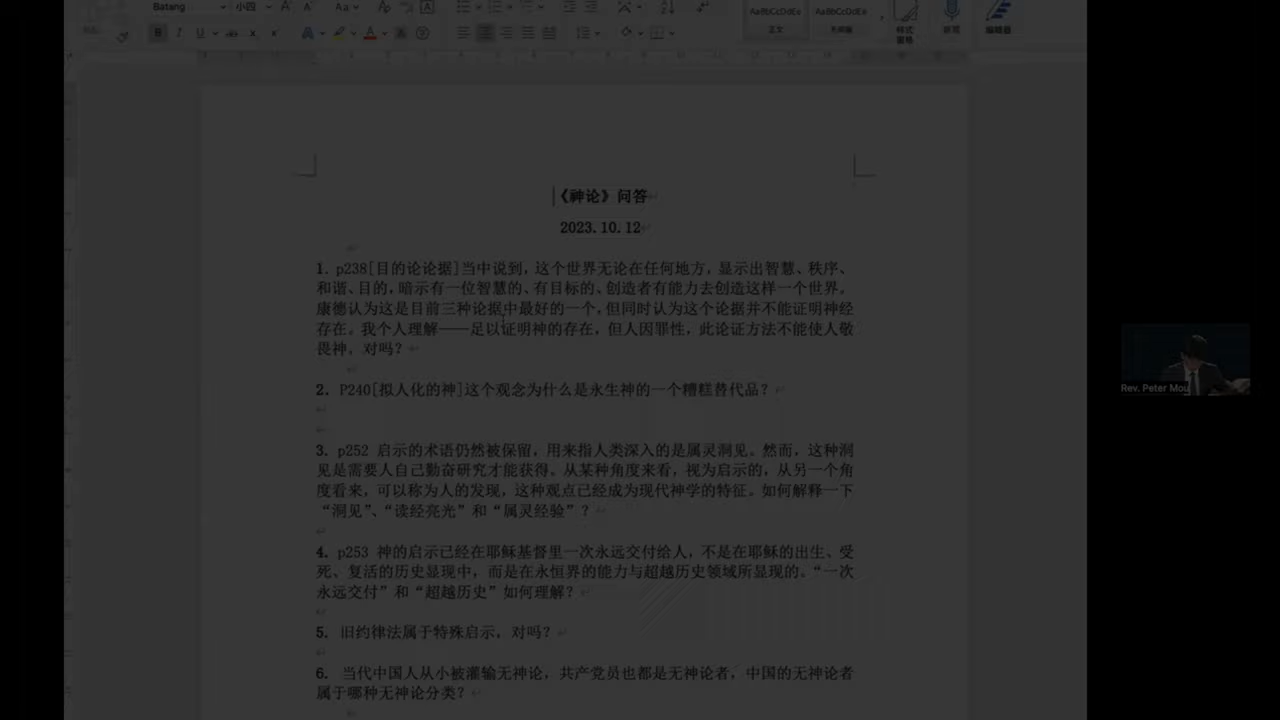 Batang 小四 A A Aa A
B I U x x A A A
AaBbCcDdEe AaBbCcDdEe
正文 无间隔 样式 窗格 听写 编辑器
《神论》问答
2023.10.12
1. p238[目的论论据]当中说到，这个世界无论在任何地方，显示出智慧、秩序、
和谐、目的，暗示有一位智慧的、有目标的、创造者有能力去创造这样一个世界。
康德认为这是目前三种论据中最好的一个，但同时认为这个论据并不能证明神经
存在。我个人理解——足以证明神的存在，但人因罪性，此论证方法不能使人敬
畏神，对吗？
2. P240[拟人化的神]这个观念为什么是永生神的一个糟糕替代品？
3. p252 启示的术语仍然被保留，用来指人类深入的是属灵洞见。然而，这种洞
见是需要人自己勤奋研究才能获得。从某种角度来看，视为启示的，从另一个角
度看来，可以称为人的发现，这种观点已经成为现代神学的特征。如何解释一下
“洞见”、“读经亮光”和“属灵经验”？
4. p253 神的启示已经在耶稣基督里一次永远交付给人，不是在耶稣的出生、受
死、复活的历史显现中，而是在永恒界的能力与超越历史领域所显现的。“一次
永远交付”和“超越历史”如何理解？
5. 旧约律法属于特殊启示，对吗？
6. 当代中国人从小被灌输无神论，共产党员也都是无神论者，中国的无神论者
属于哪种无神论分类？
Rev. Peter Mou